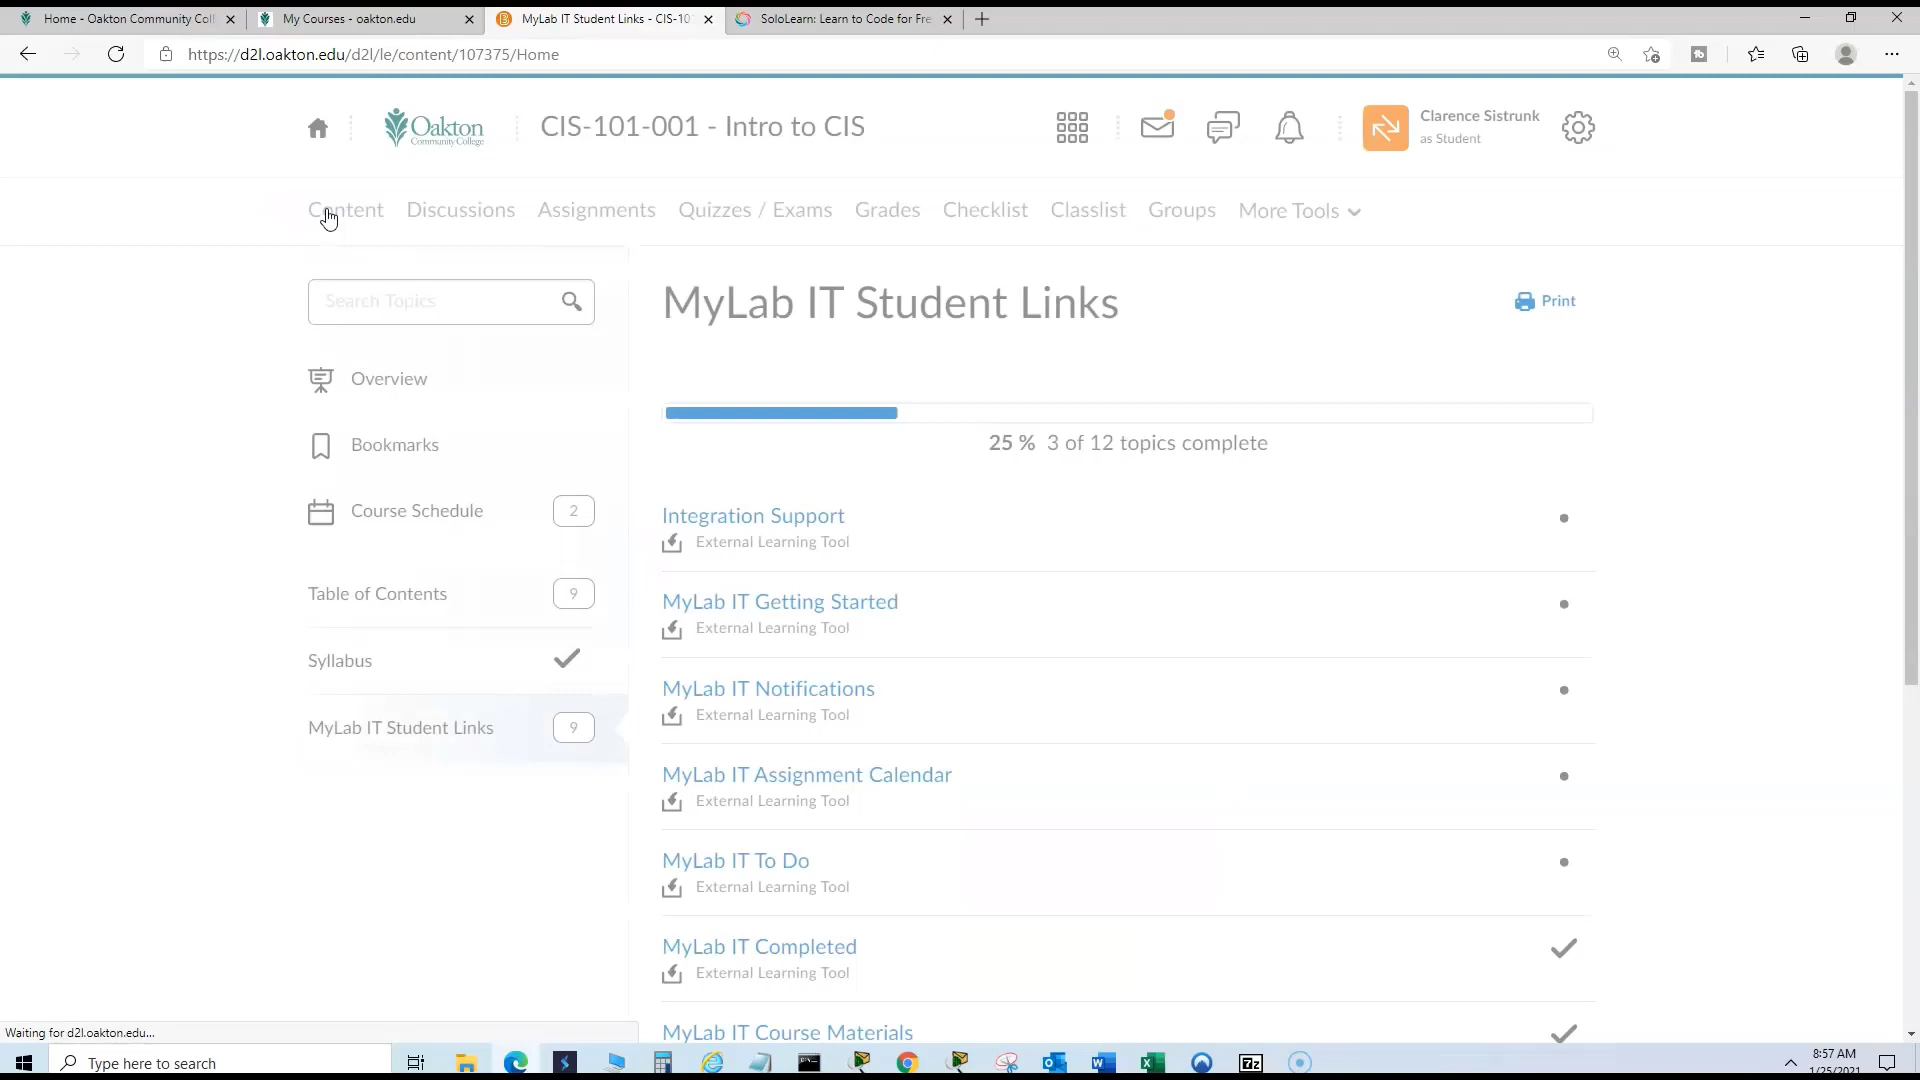 Home - Oakton Community Coll
My Courses - oakton.edu
MyLab IT Student Links - CIS-10
SoloLearn: Learn to Code for Fre
https://d2l.oakton.edu/d2l/le/content/107375/Home
Oakton
Community College
CIS-101-001 - Intro to CIS
Clarence Sistrunk
as Student
Content
Discussions
Assignments
Quizzes / Exams
Grades
Checklist
Classlist
Groups
More Tools
Search Topics
MyLab IT Student Links
Print
Overview
Bookmarks
25 % 3 of 12 topics complete
Course Schedule 2
Integration Support
External Learning Tool
Table of Contents 9
MyLab IT Getting Started
External Learning Tool
Syllabus
MyLab IT Notifications
External Learning Tool
MyLab IT Student Links 9
MyLab IT Assignment Calendar
External Learning Tool
MyLab IT To Do
External Learning Tool
MyLab IT Completed
External Learning Tool
MyLab IT Course Materials
Waiting for d2l.oakton.edu...
Type here to search
7z
8:57 AM
1/25/2021